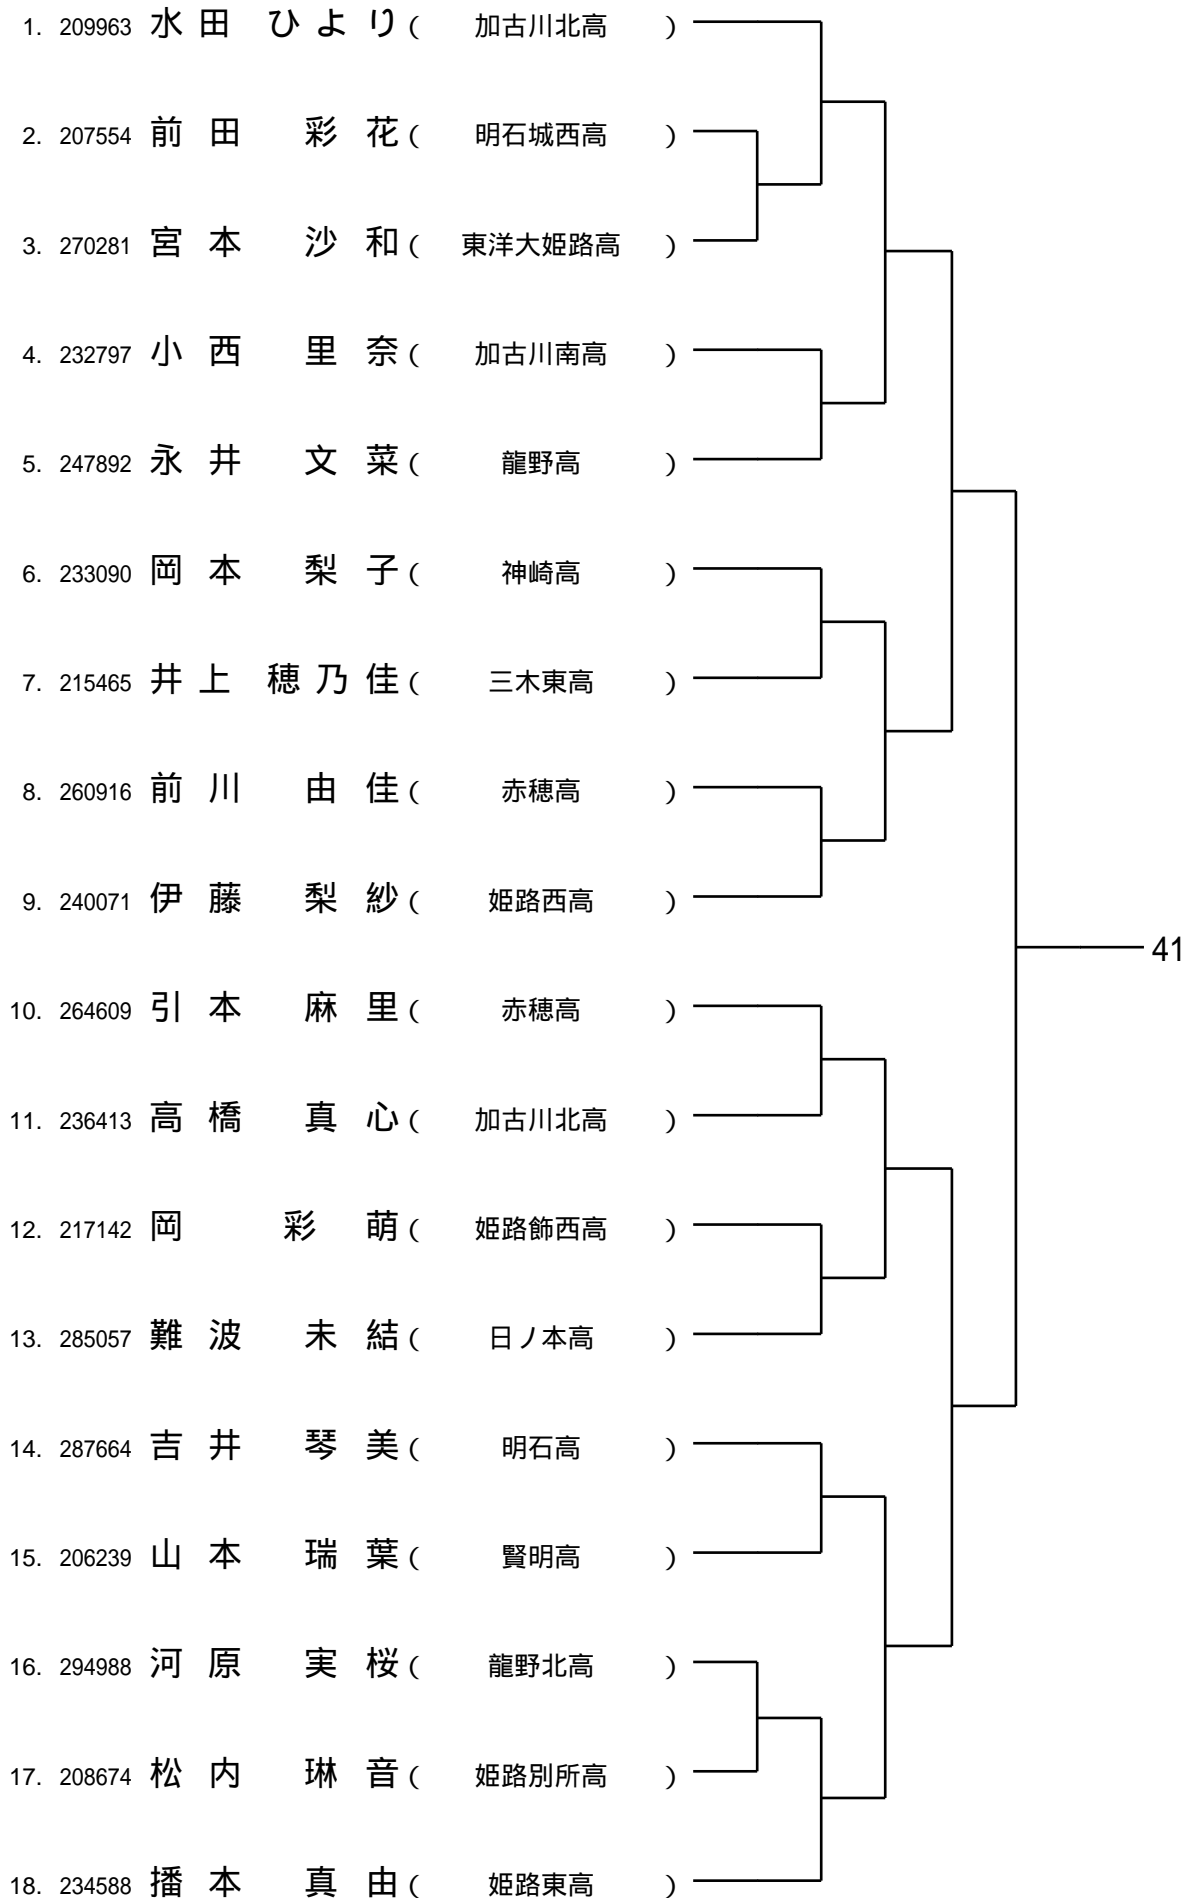 1. 209963 水田 ひより( 加古川北高 )
2. 207554 前田 彩花( 明石城西高 )
3. 270281 宮本 沙和( 東洋大姫路高 )
4. 232797 小西 里奈( 加古川南高 )
5. 247892 永井 文菜( 龍野高 )
6. 233090 岡本 梨子( 神崎高 )
7. 215465 井上 穂乃佳( 三木東高 )
8. 260916 前川 由佳( 赤穂高 )
9. 240071 伊藤 梨紗( 姫路西高 )
41
10. 264609 引本 麻里( 赤穂高 )
11. 236413 高橋 真心( 加古川北高 )
12. 217142 岡 彩萌( 姫路飾西高 )
13. 285057 難波 未結( 日ノ本高 )
14. 287664 吉井 琴美( 明石高 )
15. 206239 山本 瑞葉( 賢明高 )
16. 294988 河原 実桜( 龍野北高 )
17. 208674 松内 琳音( 姫路別所高 )
18. 234588 播本 真由( 姫路東高 )